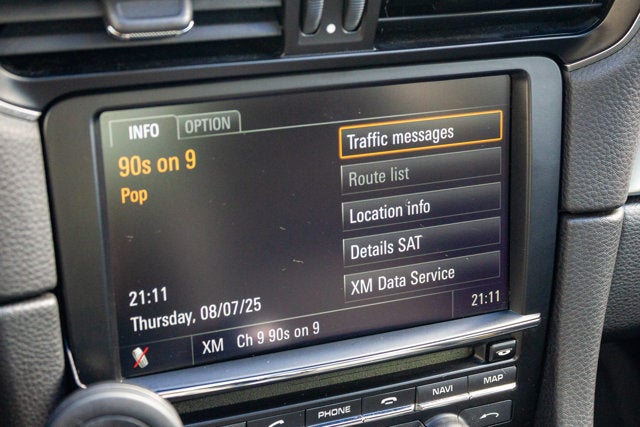 INFO OPTION
90s on 9
Pop
Traffic messages
Route list
Location info
Details SAT
XM Data Service
21:11
Thursday, 08/07/25
XM Ch 9 90s on 9
21:11
PHONE
NAVI
MAP